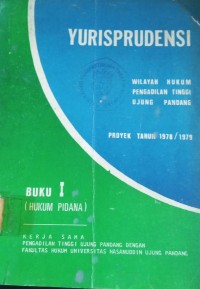 YURISPRUDENSI
WILAYAH HUKUM
PENGADILAN TINGGI
UJUNG PANDANG
PROYEK TAHUN 1978/1979
BUKU I
(HUKUM PIDANA)
KERJA SAMA
PENGADILAN TINGGI UJUNG PANDANG DENGAN
FAKULTAS HUKUM UNIVERSITAS HASANUDDIN UJUNG PANDANG